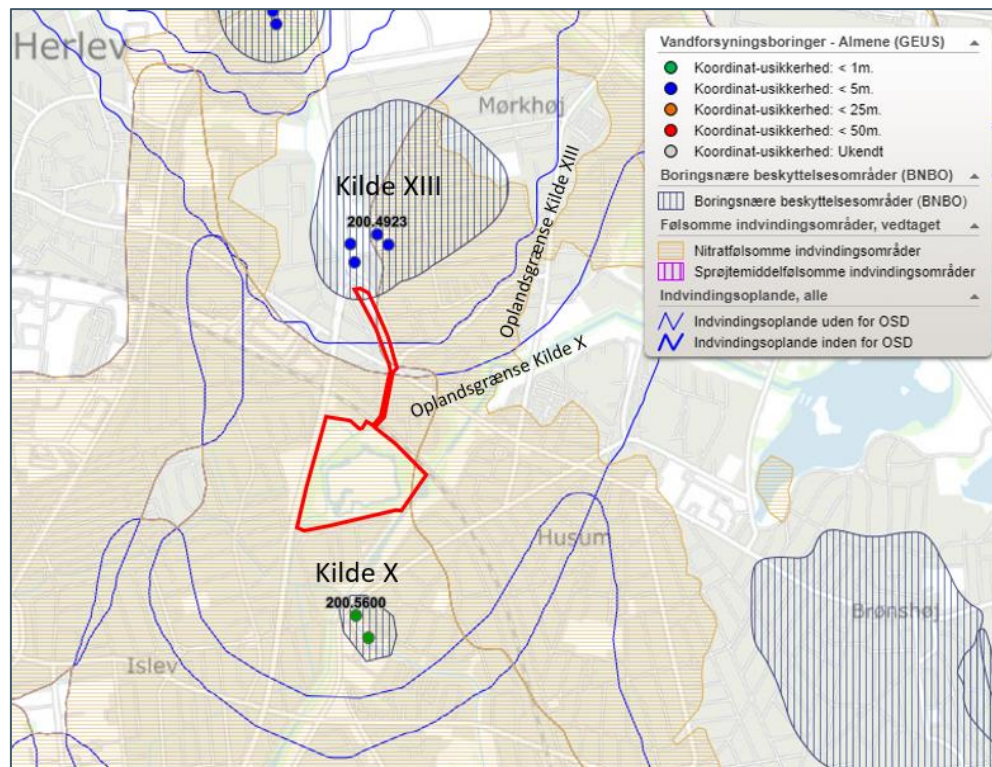 Herlev
Mørkhøj
Kilde XIII
200.4923
Oplandsgrænse Kilde XIII
Oplandsgrænse Kilde X
Husum
Kilde X
200.5600
Islev
Brønshøj
Vandforsyningsboringer - Almene (GEUS)
Koordinat-usikkerhed: < 1m.
Koordinat-usikkerhed: < 5m.
Koordinat-usikkerhed: < 25m.
Koordinat-usikkerhed: < 50m.
Koordinat-usikkerhed: Ukendt
Boringsnære beskyttelsesområder (BNBO)
Boringsnære beskyttelsesområder (BNBO)
Følsomme indvindingsområder, vedtaget
Nitratfølsomme indvindingsområder
Sprøjtemiddelfølsomme indvindingsområder
Indvindingsoplande, alle
Indvindingsoplande uden for OSD
Indvindingsoplande inden for OSD